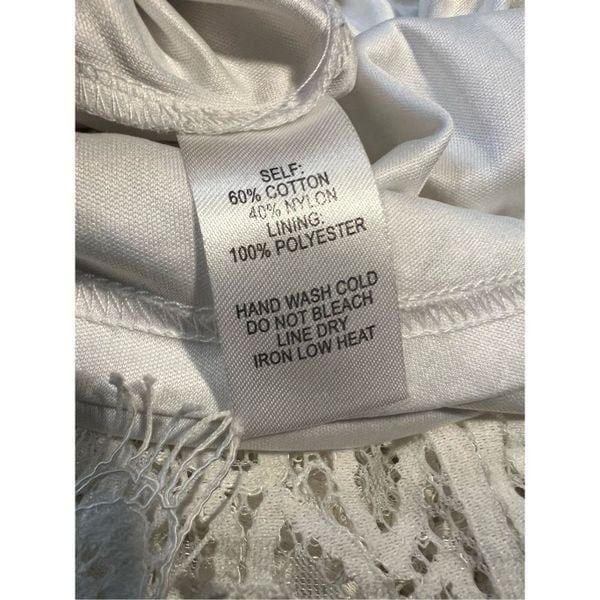 SELF:
60% COTTON
40% NYLON
LINING:
100% POLYESTER
HAND WASH COLD
DO NOT BLEACH
LINE DRY
IRON LOW HEAT